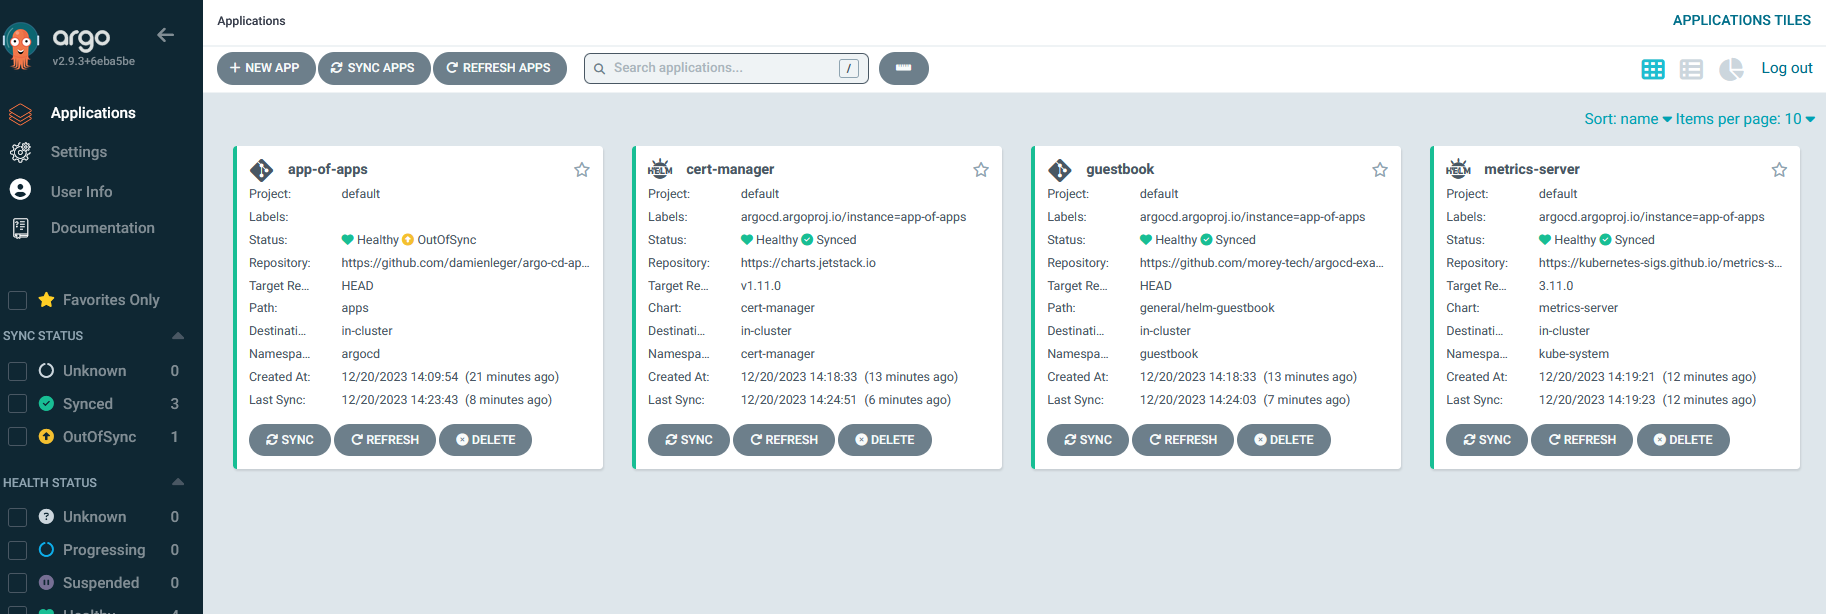 argo
v2.9.3+6eba5be
Applications
Settings
User Info
Documentation
Favorites Only
SYNC STATUS
Unknown 0
Synced 3
OutOfSync 1
HEALTH STATUS
Unknown 0
Progressing 0
Suspended 0
Applications
APPLICATIONS TILES
+ NEW APP
SYNC APPS
REFRESH APPS
Search applications...
/
Log out
Sort: name
Items per page: 10
app-of-apps
Project: default
Labels:
Status: Healthy OutOfSync
Repository: https://github.com/damienleger/argo-cd-ap...
Target Re... HEAD
Path: apps
Destinati... in-cluster
Namespa... argocd
Created At: 12/20/2023 14:09:54 (21 minutes ago)
Last Sync: 12/20/2023 14:23:43 (8 minutes ago)
SYNC REFRESH DELETE
HELM
cert-manager
Project: default
Labels: argocd.argoproj.io/instance=app-of-apps
Status: Healthy Synced
Repository: https://charts.jetstack.io
Target Re... v1.11.0
Chart: cert-manager
Destinati... in-cluster
Namespa... cert-manager
Created At: 12/20/2023 14:18:33 (13 minutes ago)
Last Sync: 12/20/2023 14:24:51 (6 minutes ago)
SYNC REFRESH DELETE
guestbook
Project: default
Labels: argocd.argoproj.io/instance=app-of-apps
Status: Healthy Synced
Repository: https://github.com/morey-tech/argocd-exa...
Target Re... HEAD
Path: general/helm-guestbook
Destinati... in-cluster
Namespa... guestbook
Created At: 12/20/2023 14:18:33 (13 minutes ago)
Last Sync: 12/20/2023 14:24:03 (7 minutes ago)
SYNC REFRESH DELETE
HELM
metrics-server
Project: default
Labels: argocd.argoproj.io/instance=app-of-apps
Status: Healthy Synced
Repository: https://kubernetes-sigs.github.io/metrics-s...
Target Re... 3.11.0
Chart: metrics-server
Destinati... in-cluster
Namespa... kube-system
Created At: 12/20/2023 14:19:21 (12 minutes ago)
Last Sync: 12/20/2023 14:19:23 (12 minutes ago)
SYNC REFRESH DELETE